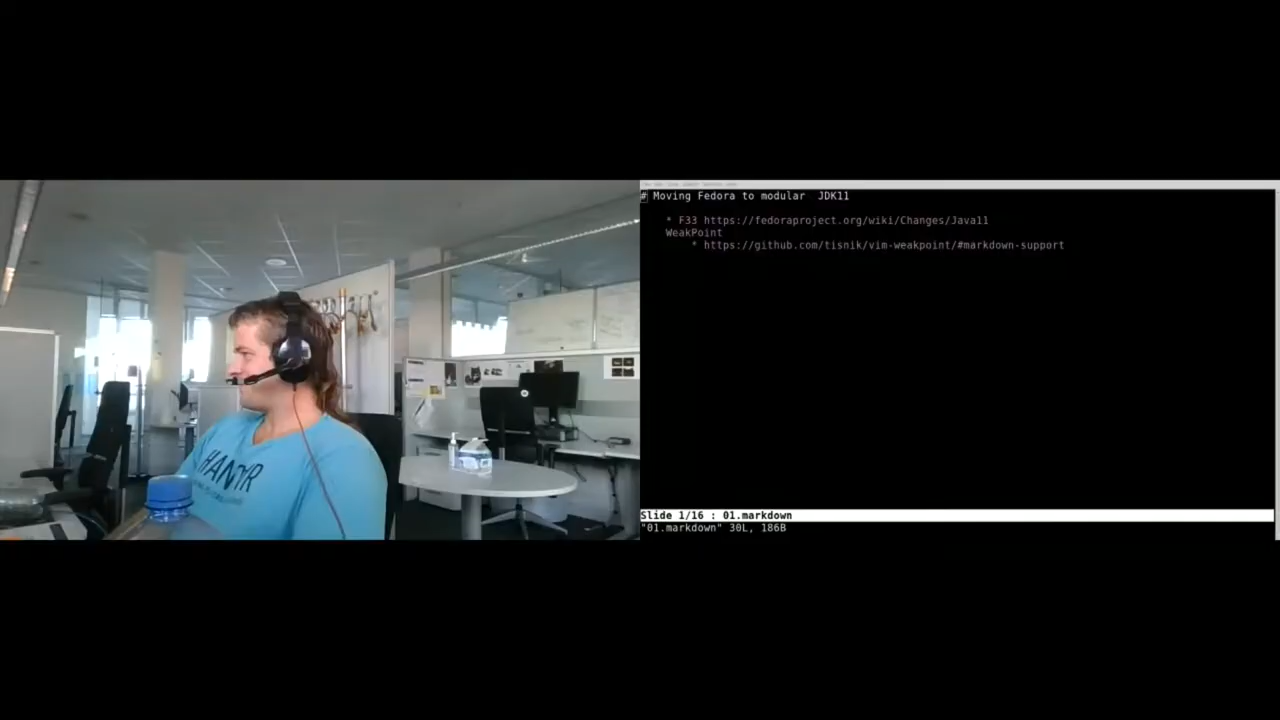 HANTYR
# Moving Fedora to modular  JDK11
* F33 https://fedoraproject.org/wiki/Changes/Java11
WeakPoint
* https://github.com/tisnik/vim-weakpoint/#markdown-support
Slide 1/16 : 01.markdown
"01.markdown" 30L, 186B